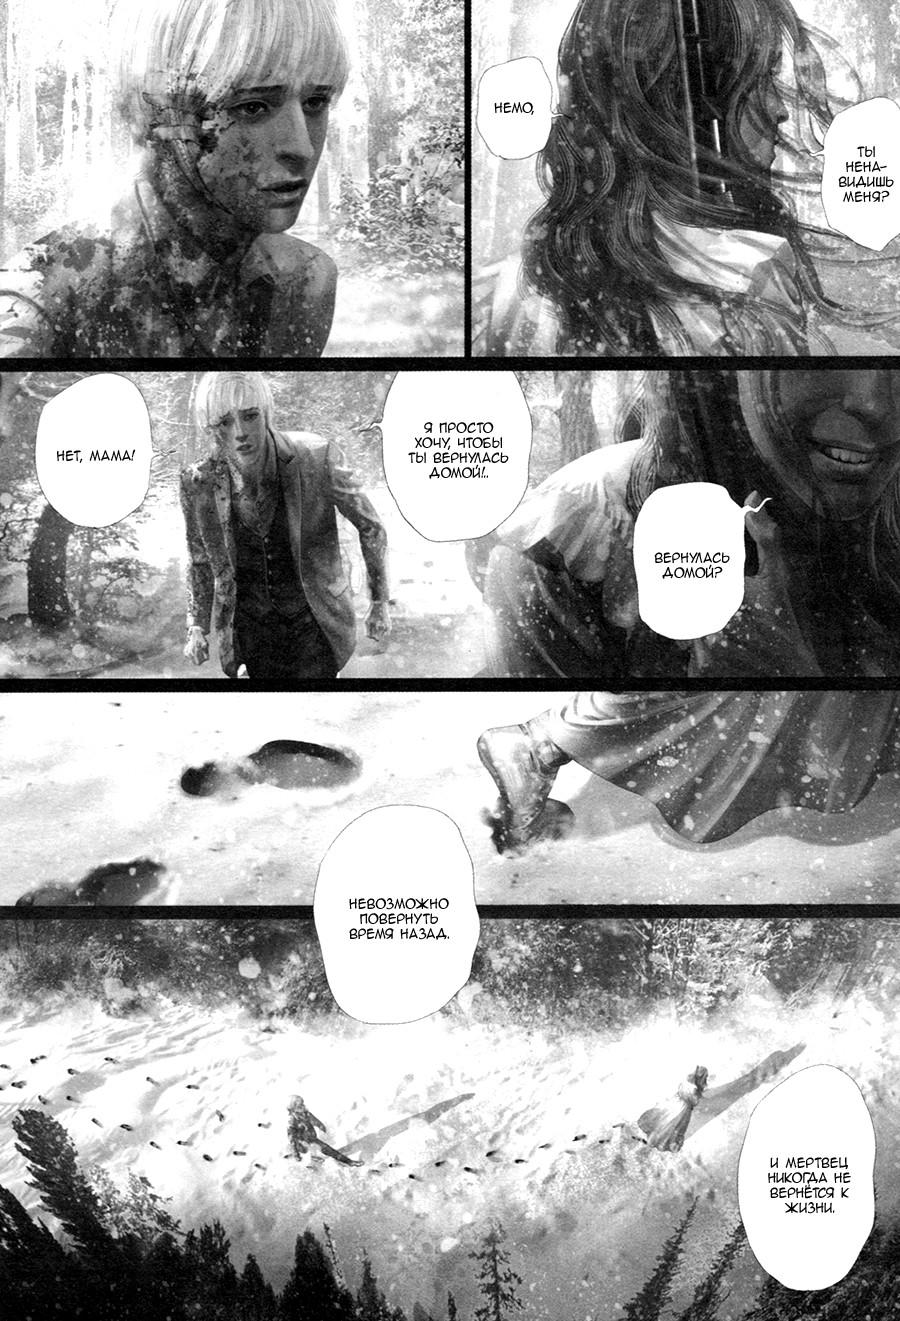 НЕМО,
ТЫ
НЕНА-
ВИДИШЬ
МЕНЯ?
НЕТ, МАМА!
Я ПРОСТО
ХОЧУ, ЧТОБЫ
ТЫ ВЕРНУЛАСЬ
ДОМОЙ!..
ВЕРНУЛАСЬ
ДОМОЙ?
НЕВОЗМОЖНО
ПОВЕРНУТЬ
ВРЕМЯ НАЗАД.
И МЕРТВЕЦ
НИКОГДА НЕ
ВЕРНЁТСЯ К
ЖИЗНИ.